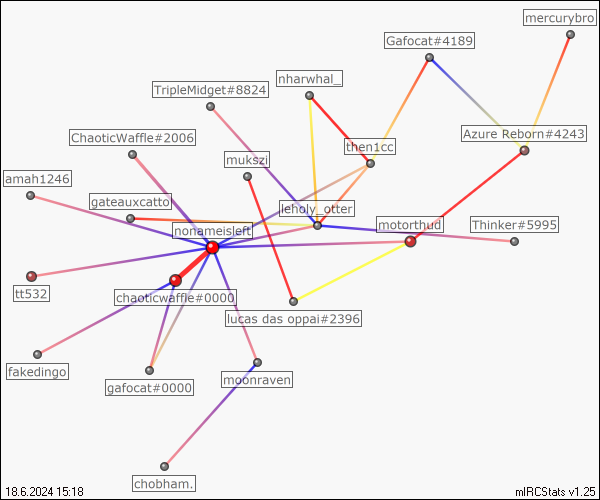 mercurybro
Gafocat#4189
nharwhal_
TripleMidget#8824
Azure Reborn#4243
ChaoticWaffle#2006
then1cc
mukszi
amah1246
gateauxcatto
leholy_otter
motorthud
Thinker#5995
nonameisleft
tt532
chaoticwaffle#0000
lucas das oppai#2396
fakedingo
gafocat#0000
moonraven
chobham.
18.6.2024 15:18
mIRCStats v1.25